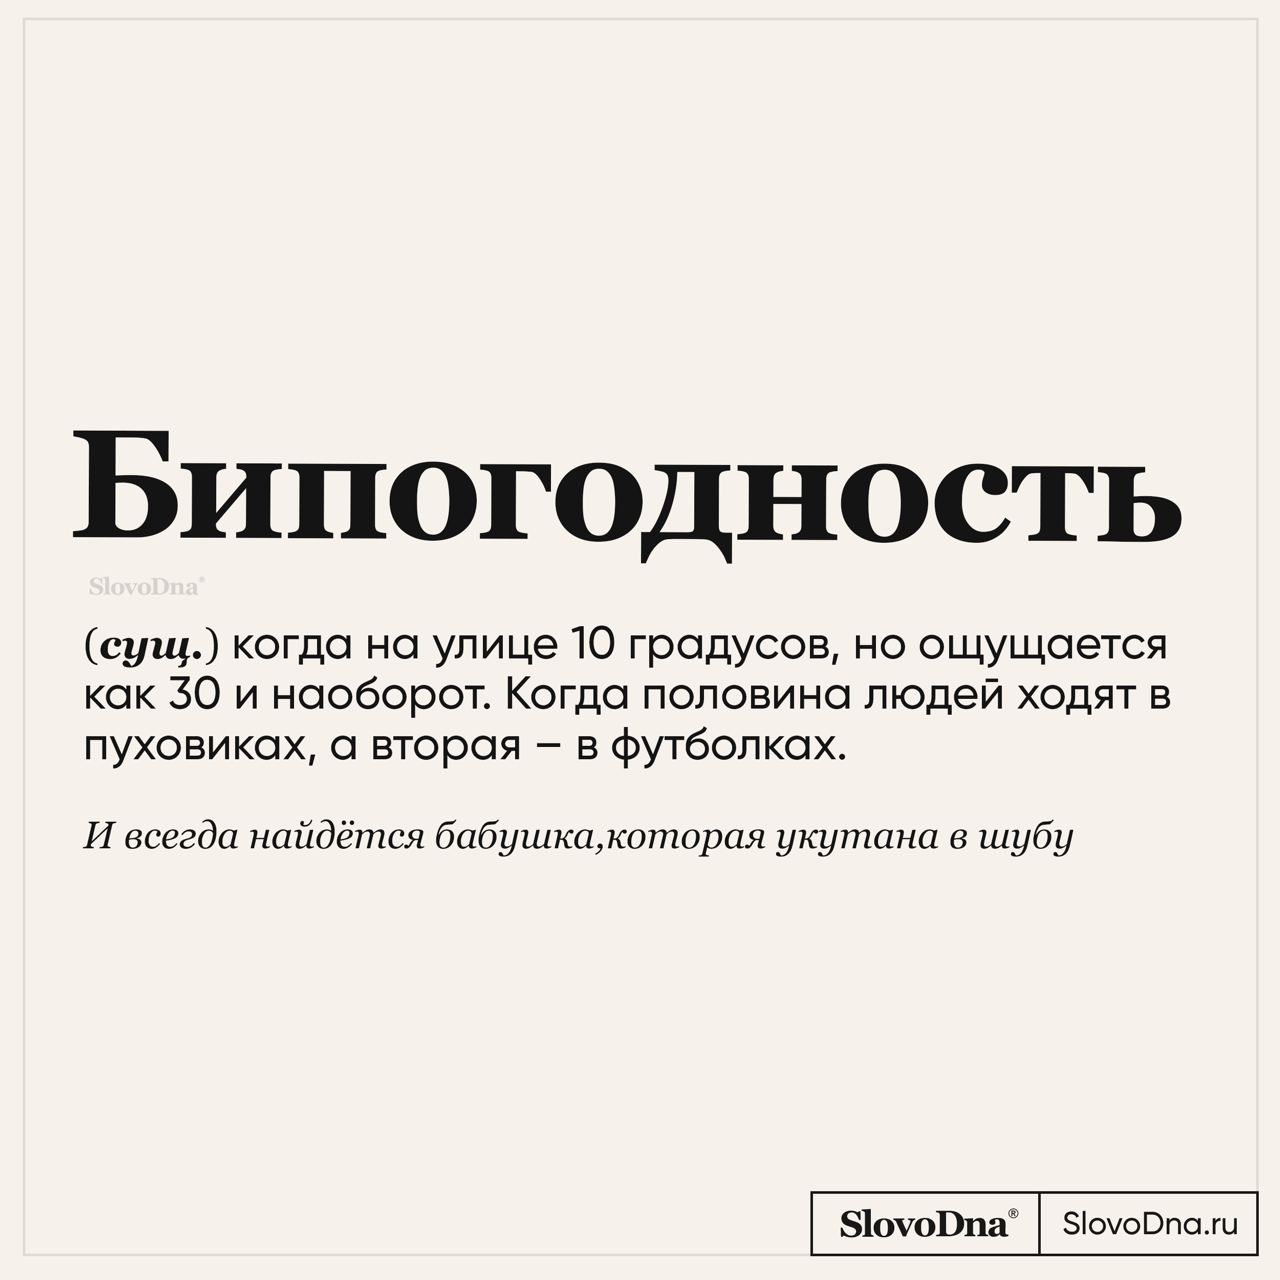 Бипогодность
SlovoDna®
(сущ.) когда на улице 10 градусов, но ощущается
как 30 и наоборот. Когда половина людей ходят в
пуховиках, а вторая – в футболках.
И всегда найдётся бабушка,которая укутана в шубу
SlovoDna® SlovoDna.ru